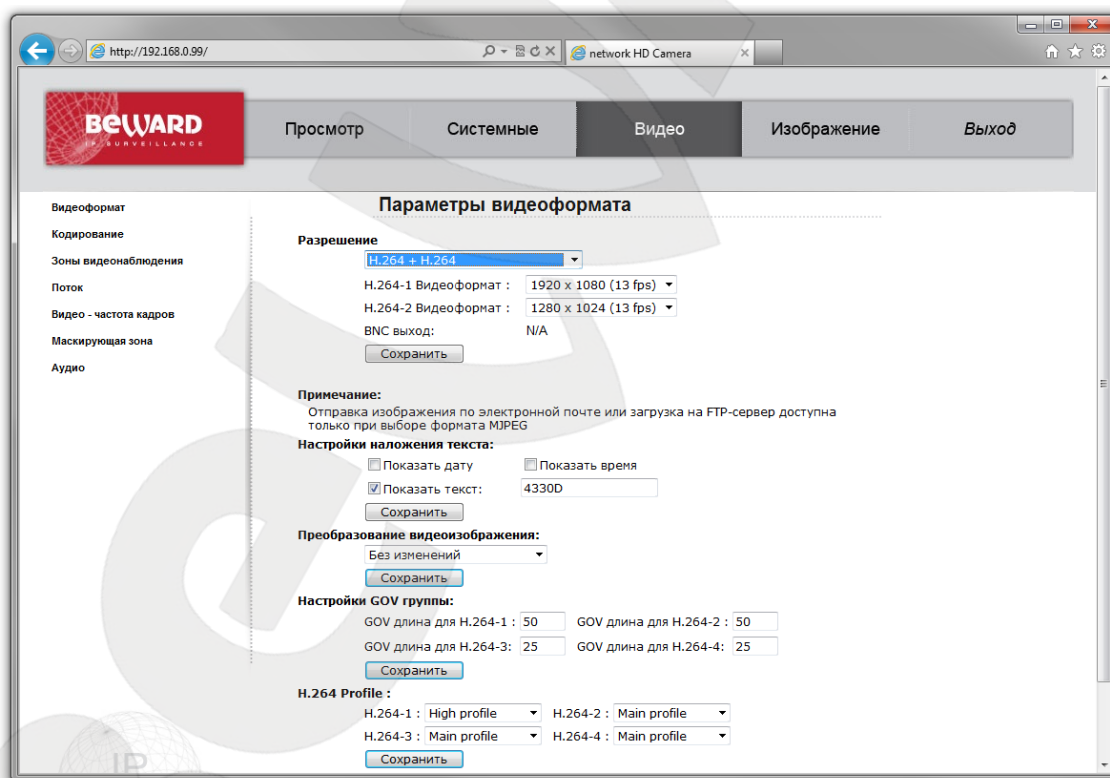 http://192.168.0.99/
network HD Camera
BEWARD
IP SURVEILLANCE
Просмотр
Системные
Видео
Изображение
Выход
Видеоформат
Кодирование
Зоны видеонаблюдения
Поток
Видео - частота кадров
Маскирующая зона
Аудио
Параметры видеоформата
Разрешение
H.264 + H.264
H.264-1 Видеоформат : 1920 x 1080 (13 fps)
H.264-2 Видеоформат : 1280 x 1024 (13 fps)
BNC выход: N/A
Сохранить
Примечание:
Отправка изображения по электронной почте или загрузка на FTP-сервер доступна
только при выборе формата MJPEG
Настройки наложения текста:
Показать дату Показать время
Показать текст: 4330D
Сохранить
Преобразование видеоизображения:
Без изменений
Сохранить
Настройки GOV группы:
GOV длина для H.264-1 : 50 GOV длина для H.264-2 : 50
GOV длина для H.264-3: 25 GOV длина для H.264-4: 25
Сохранить
H.264 Profile :
H.264-1 : High profile H.264-2 : Main profile
H.264-3 : Main profile H.264-4 : Main profile
Сохранить
IP